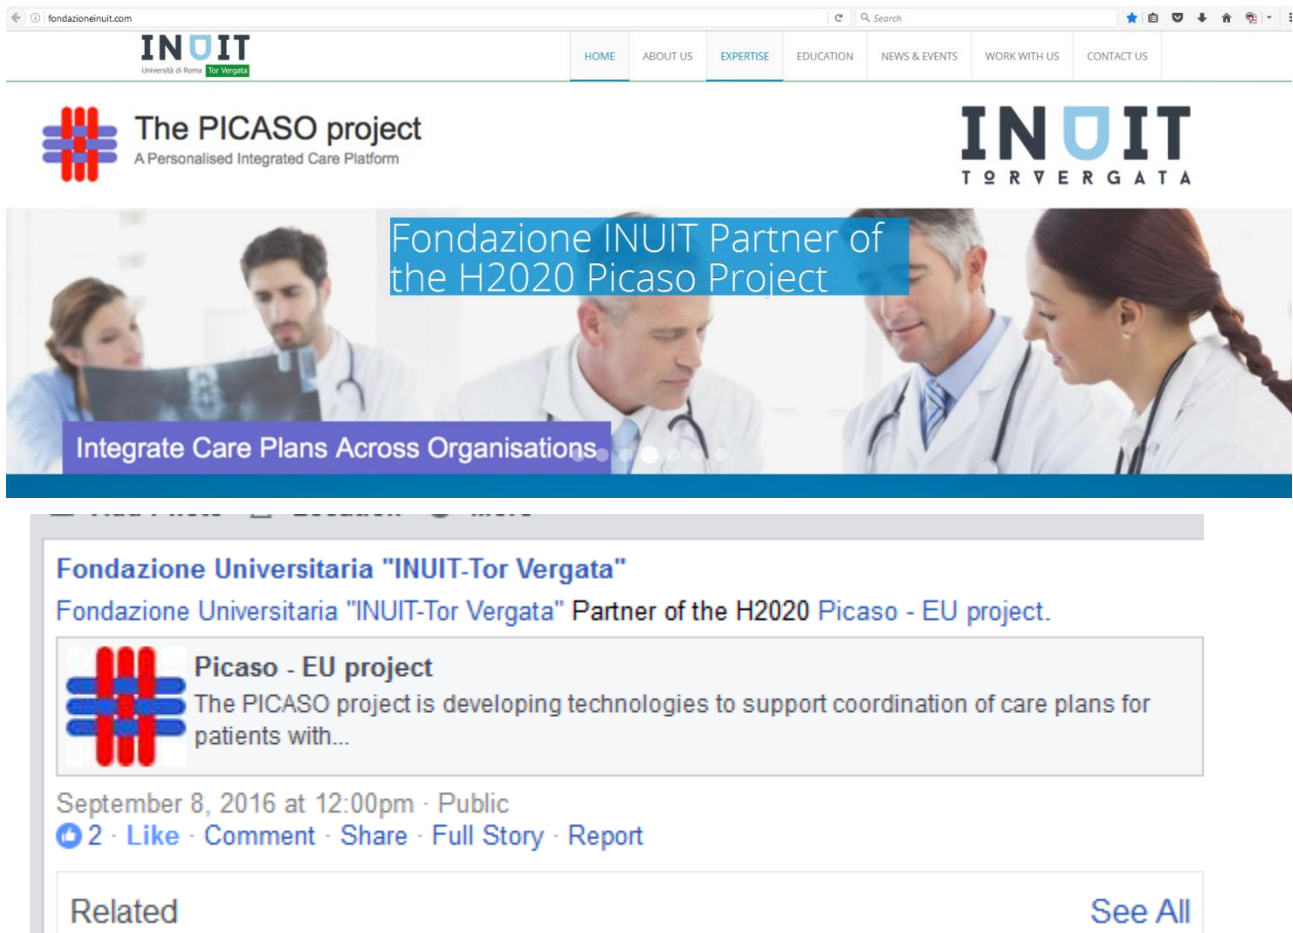 fondazioneinuit.com
Search
INUIT
Università di Roma Tor Vergata
HOME ABOUT US EXPERTISE EDUCATION NEWS & EVENTS WORK WITH US CONTACT US
The PICASO project
A Personalised Integrated Care Platform
INUIT
TORVERGATA
Fondazione INUIT Partner of
the H2020 Picaso Project
Integrate Care Plans Across Organisations
Fondazione Universitaria "INUIT-Tor Vergata"
Fondazione Universitaria "INUIT-Tor Vergata" Partner of the H2020 Picaso - EU project.
Picaso - EU project
The PICASO project is developing technologies to support coordination of care plans for
patients with...
September 8, 2016 at 12:00pm · Public
2 · Like · Comment · Share · Full Story · Report
Related See All